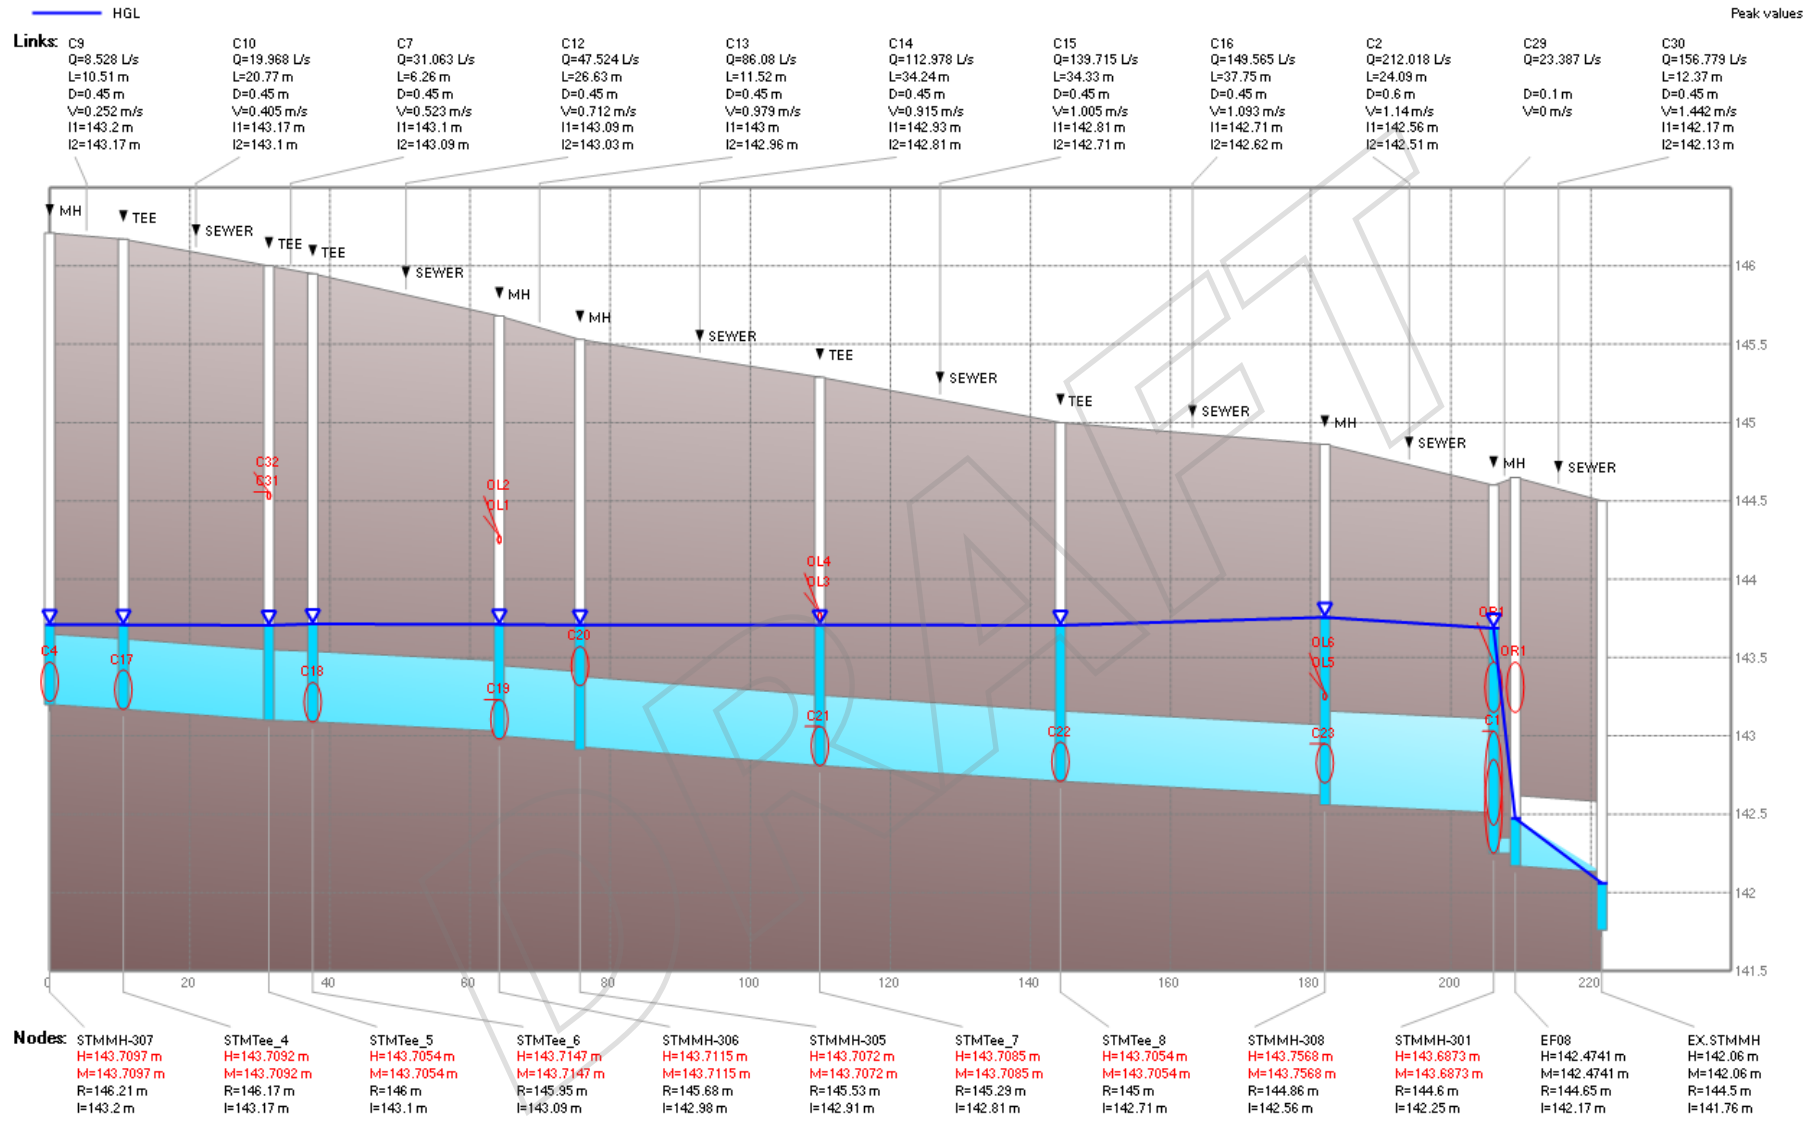 HGL
Peak values
Links:
C9
Q=8.528 L/s
L=10.51 m
D=0.45 m
V=0.252 m/s
I1=143.2 m
I2=143.17 m
C10
Q=19.968 L/s
L=20.77 m
D=0.45 m
V=0.405 m/s
I1=143.17 m
I2=143.1 m
C7
Q=31.063 L/s
L=6.26 m
D=0.45 m
V=0.523 m/s
I1=143.1 m
I2=143.09 m
C12
Q=47.524 L/s
L=26.63 m
D=0.45 m
V=0.712 m/s
I1=143.09 m
I2=143.03 m
C13
Q=86.08 L/s
L=11.52 m
D=0.45 m
V=0.979 m/s
I1=143 m
I2=142.96 m
C14
Q=112.978 L/s
L=34.24 m
D=0.45 m
V=0.915 m/s
I1=142.93 m
I2=142.81 m
C15
Q=139.715 L/s
L=34.33 m
D=0.45 m
V=1.005 m/s
I1=142.81 m
I2=142.71 m
C16
Q=149.565 L/s
L=37.75 m
D=0.45 m
V=1.093 m/s
I1=142.71 m
I2=142.62 m
C2
Q=212.018 L/s
L=24.09 m
D=0.6 m
V=1.14 m/s
I1=142.56 m
I2=142.51 m
C29
Q=23.387 L/s
D=0.1 m
V=0 m/s
C30
Q=156.779 L/s
L=12.37 m
D=0.45 m
V=1.442 m/s
I1=142.17 m
I2=142.13 m
MH
TEE
SEWER
TEE
TEE
SEWER
MH
MH
SEWER
TEE
SEWER
TEE
SEWER
MH
SEWER
MH
SEWER
146
145.5
145
144.5
144
143.5
143
142.5
142
141.5
C32
C31
OL2
OL1
OL4
OL3
OR1
C4
C17
C18
C19
C20
C21
C22
OL6
OL5
C23
C1
OR1
DRAFT
0
20
40
60
80
100
120
140
160
180
200
220
Nodes:
STMMH-307
H=143.7097 m
M=143.7097 m
R=146.21 m
I=143.2 m
STMTee_4
H=143.7092 m
M=143.7092 m
R=146.17 m
I=143.17 m
STMTee_5
H=143.7054 m
M=143.7054 m
R=146 m
I=143.1 m
STMTee_6
H=143.7147 m
M=143.7147 m
R=145.95 m
I=143.09 m
STMMH-306
H=143.7115 m
M=143.7115 m
R=145.68 m
I=142.98 m
STMMH-305
H=143.7072 m
M=143.7072 m
R=145.53 m
I=142.91 m
STMTee_7
H=143.7085 m
M=143.7085 m
R=145.29 m
I=142.81 m
STMTee_8
H=143.7054 m
M=143.7054 m
R=145 m
I=142.71 m
STMMH-308
H=143.7568 m
M=143.7568 m
R=144.86 m
I=142.56 m
STMMH-301
H=143.6873 m
M=143.6873 m
R=144.6 m
I=142.25 m
EF08
H=142.4741 m
M=142.4741 m
R=144.65 m
I=142.17 m
EX.STMMH
H=142.06 m
M=142.06 m
R=144.5 m
I=141.76 m